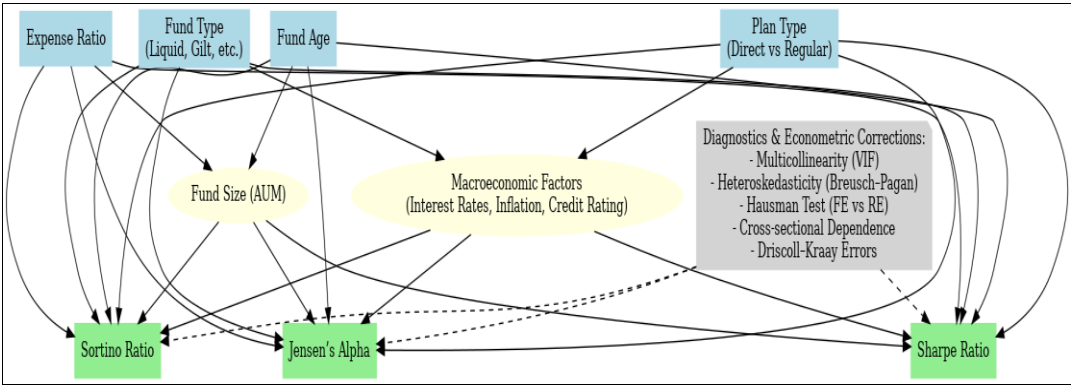 Expense Ratio
Fund Type
(Liquid, Gilt, etc.)
Fund Age
Plan Type
(Direct vs Regular)
Diagnostics & Econometric Corrections:
- Multicollinearity (VIF)
- Heteroskedasticity (Breusch–Pagan)
- Hausman Test (FE vs RE)
- Cross-sectional Dependence
- Driscoll–Kraay Errors
Fund Size (AUM)
Macroeconomic Factors
(Interest Rates, Inflation, Credit Rating)
Sortino Ratio
Jensen’s Alpha
Sharpe Ratio